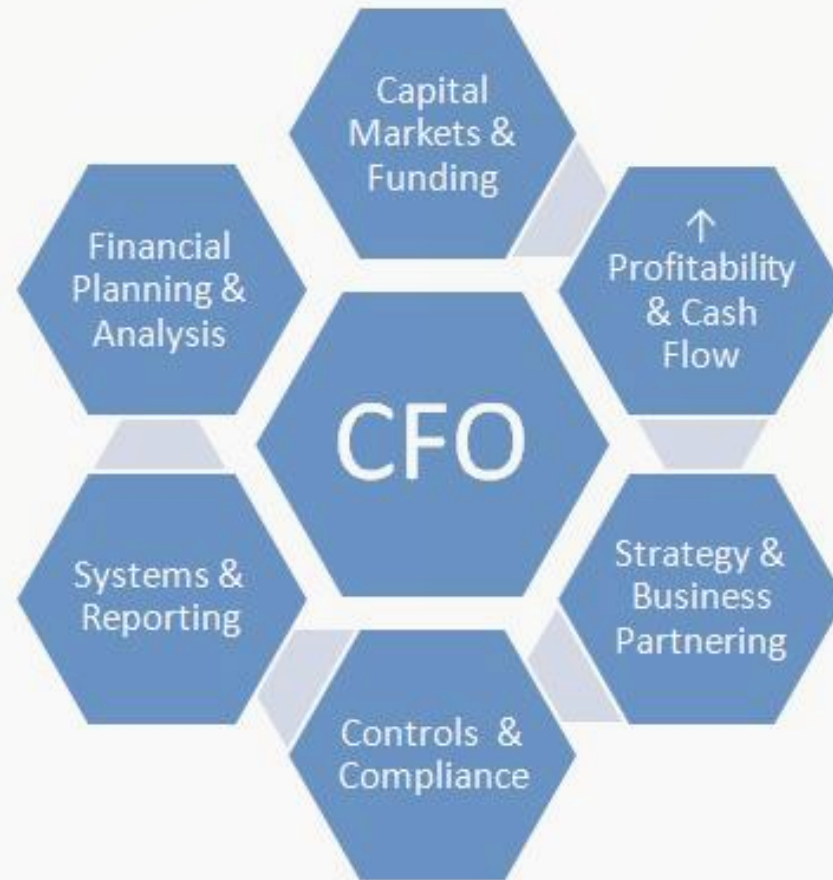 Capital
Markets &
Funding
↑
Profitability
& Cash
Flow
Strategy &
Business
Partnering
Controls &
Compliance
Systems &
Reporting
Financial
Planning &
Analysis
CFO